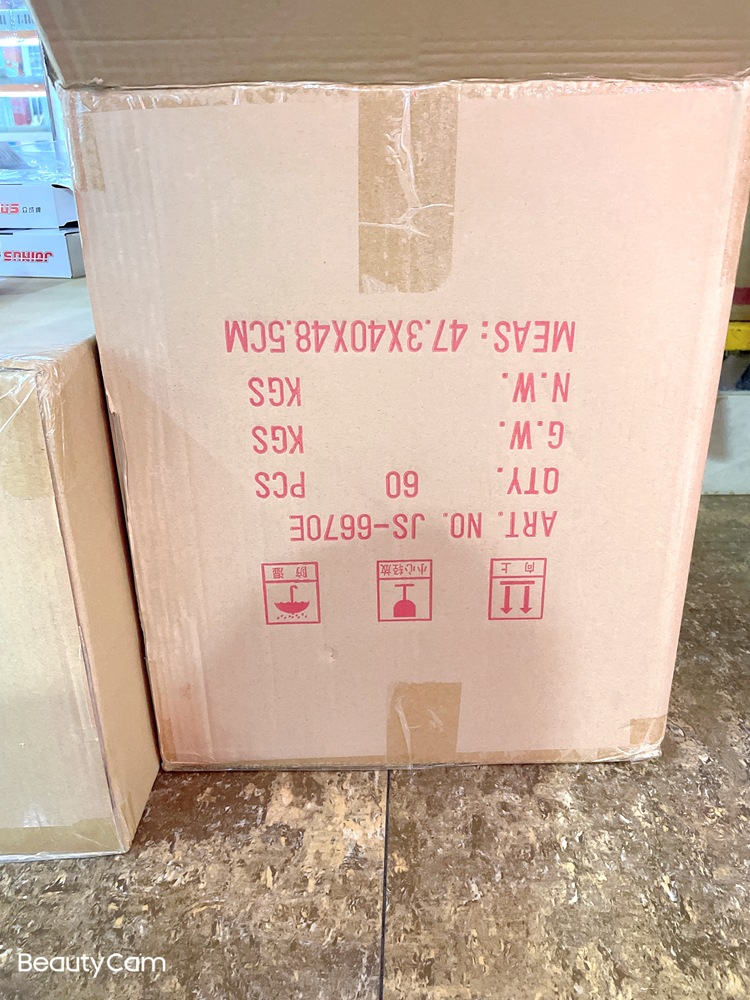 ART. NO. JS-6670E
QTY. 60 PCS
G.W. KGS
N.W. KGS
MEAS: 47.3X40X48.5CM
向上
小心轻放
防湿
BeautyCam